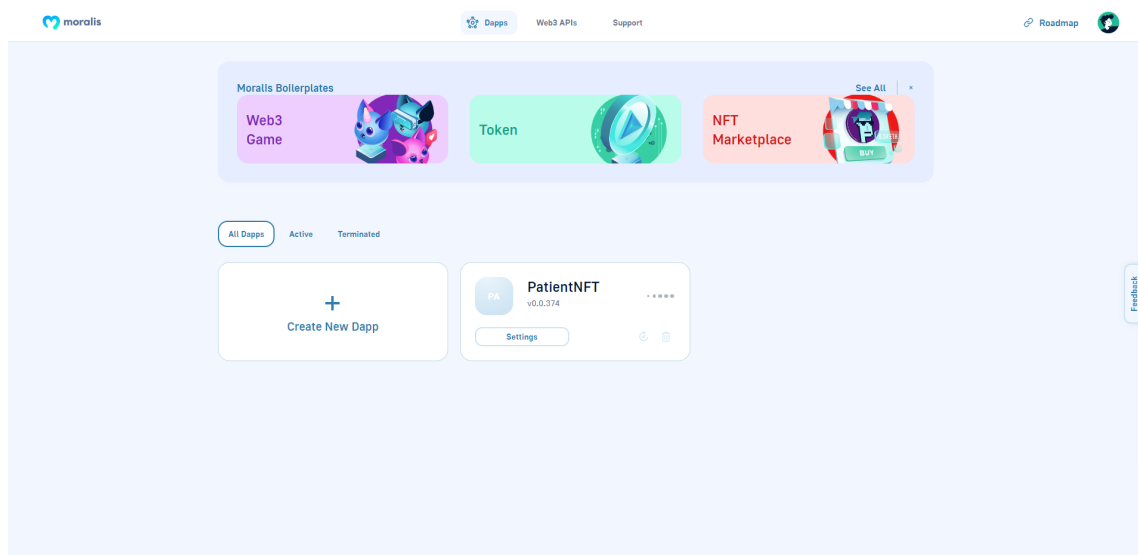 moralis
Dapps
Web3 APIs
Support
Roadmap
Moralis Boilerplates
See All
×
Web3
Game
Token
NFT
Marketplace
BUY
All Dapps
Active
Terminated
+
Create New Dapp
PA
PatientNFT
v0.0.374
Settings
Feedback